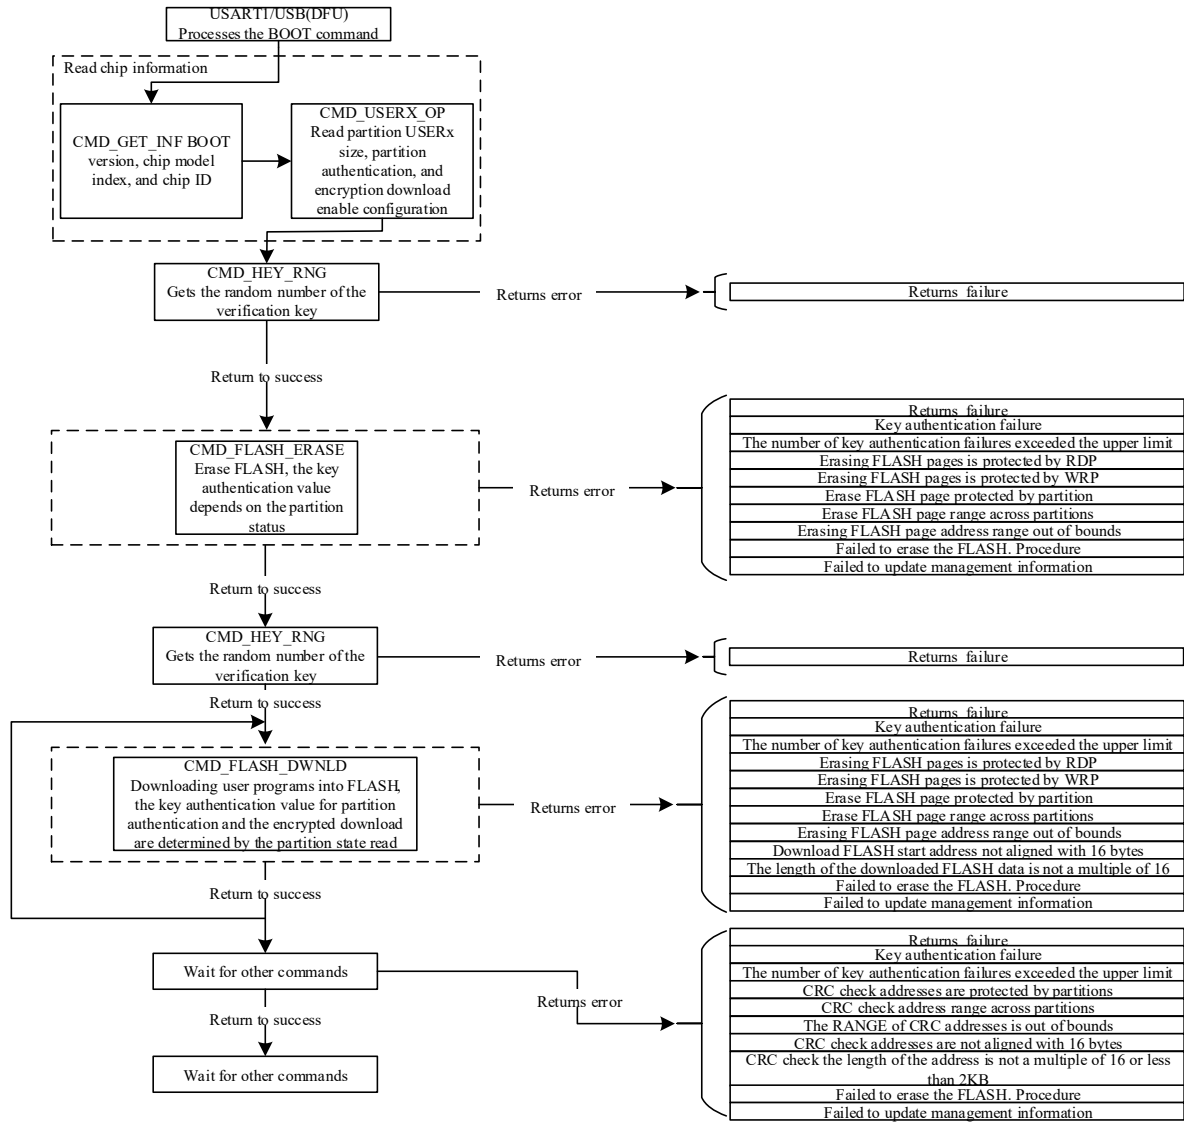 USART1/USB(DFU)
Processes the BOOT command
Read chip information
CMD_GET_INF BOOT
version, chip model
index, and chip ID
CMD_USERX_OP
Read partition USERx
size, partition
authentication, and
encryption download
enable configuration
CMD_HEY_RNG
Gets the random number of the
verification key
Returns error
Returns failure
Return to success
CMD_FLASH_ERASE
Erase FLASH, the key
authentication value
depends on the partition
status
Returns error
Returns failure
Key authentication failure
The number of key authentication failures exceeded the upper limit
Erasing FLASH pages is protected by RDP
Erasing FLASH pages is protected by WRP
Erase FLASH page protected by partition
Erase FLASH page range across partitions
Erasing FLASH page address range out of bounds
Failed to erase the FLASH. Procedure
Failed to update management information
Return to success
CMD_HEY_RNG
Gets the random number of the
verification key
Returns error
Returns failure
Return to success
CMD_FLASH_DWNLD
Downloading user programs into FLASH,
the key authentication value for partition
authentication and the encrypted download
are determined by the partition state read
Returns error
Returns failure
Key authentication failure
The number of key authentication failures exceeded the upper limit
Erasing FLASH pages is protected by RDP
Erasing FLASH pages is protected by WRP
Erase FLASH page protected by partition
Erase FLASH page range across partitions
Erasing FLASH page address range out of bounds
Download FLASH start address not aligned with 16 bytes
The length of the downloaded FLASH data is not a multiple of 16
Failed to erase the FLASH. Procedure
Failed to update management information
Return to success
Wait for other commands
Returns error
Returns failure
Key authentication failure
The number of key authentication failures exceeded the upper limit
CRC check addresses are protected by partitions
CRC check address range across partitions
The RANGE of CRC addresses is out of bounds
CRC check addresses are not aligned with 16 bytes
CRC check the length of the address is not a multiple of 16 or less
than 2KB
Failed to erase the FLASH. Procedure
Failed to update management information
Return to success
Wait for other commands